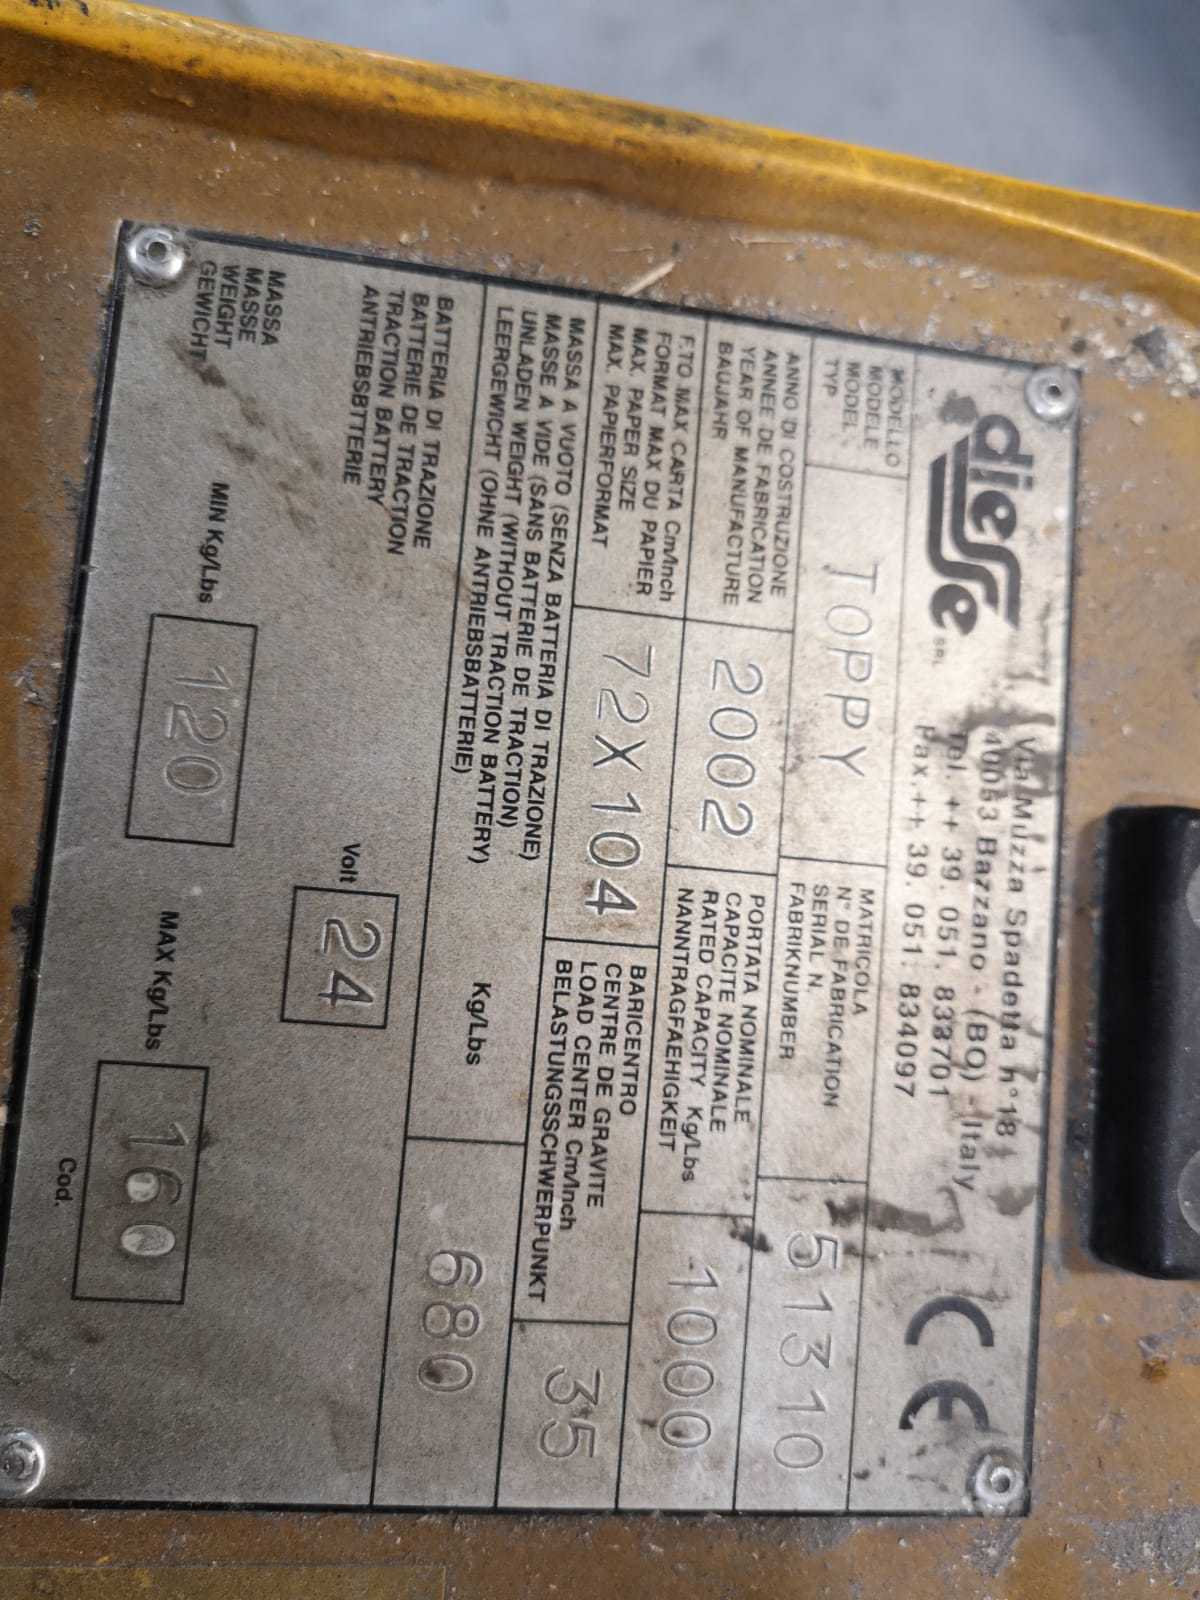 diesse SRL
Via Muzza Spadetta n°18
40053 Bazzano - (BO) - Italy
Tel. ++ 39. 051. 833701
Fax. ++ 39. 051. 834097
CE
MODELLO
MODELE
MODEL
TYP
TOPPY
MATRICOLA
N° DE FABRICATION
SERIAL N.
FABRIKNUMBER
51310
ANNO DI COSTRUZIONE
ANNEE DE FABRICATION
YEAR OF MANUFACTURE
BAUJAHR
2002
PORTATA NOMINALE
CAPACITE NOMINALE
RATED CAPACITY Kg/Lbs
NANNTRAGFAEHIGKEIT
1000
F.TO MAX CARTA Cm/Inch
FORMAT MAX DU PAPIER
MAX. PAPER SIZE
MAX. PAPIERFORMAT
72X104
BARICENTRO
CENTRE DE GRAVITE
LOAD CENTER Cm/Inch
BELASTUNGSSCHWERPUNKT
35
MASSA A VUOTO (SENZA BATTERIA DI TRAZIONE)
MASSE A VIDE (SANS BATTERIE DE TRACTION)
UNLADEN WEIGHT (WITHOUT TRACTION BATTERY)
LEERGEWICHT (OHNE ANTRIEBSBATTERIE)
Kg/Lbs
680
BATTERIA DI TRAZIONE
BATTERIE DE TRACTION
TRACTION BATTERY
ANTRIEBSBTTERIE
Volt 24
MASSA
MASSE
WEIGHT
GEWICHT
MIN Kg/Lbs 120
MAX Kg/Lbs 160
Cod.